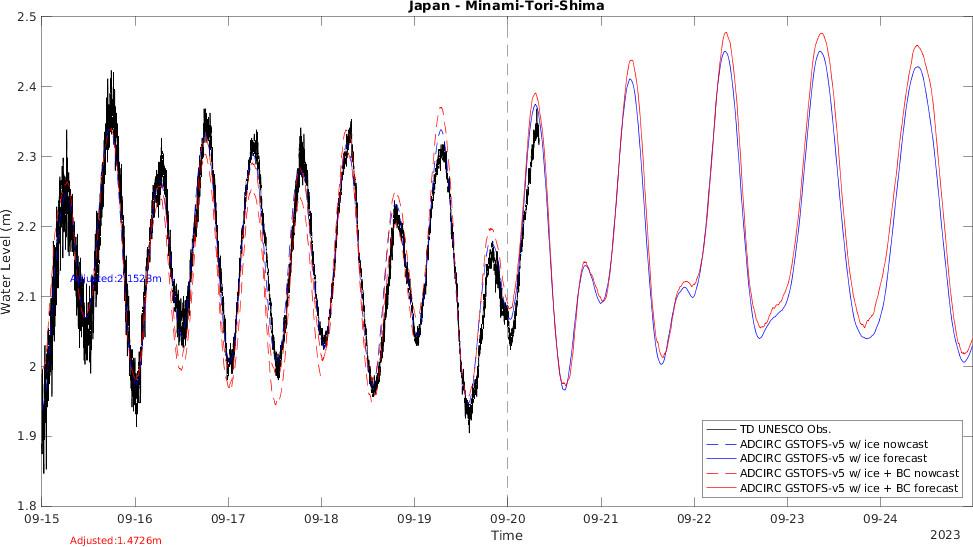 Japan - Minami-Tori-Shima
2.5
2.4
2.3
2.2
2.1
2
1.9
1.8
Water Level (m)
Adjusted:2.1523m
TD UNESCO Obs.
ADCIRC GSTOFS-v5 w/ ice nowcast
ADCIRC GSTOFS-v5 w/ ice forecast
ADCIRC GSTOFS-v5 w/ ice + BC nowcast
ADCIRC GSTOFS-v5 w/ ice + BC forecast
09-15 09-16 09-17 09-18 09-19 09-20 09-21 09-22 09-23 09-24
Time
2023
Adjusted:1.4726m